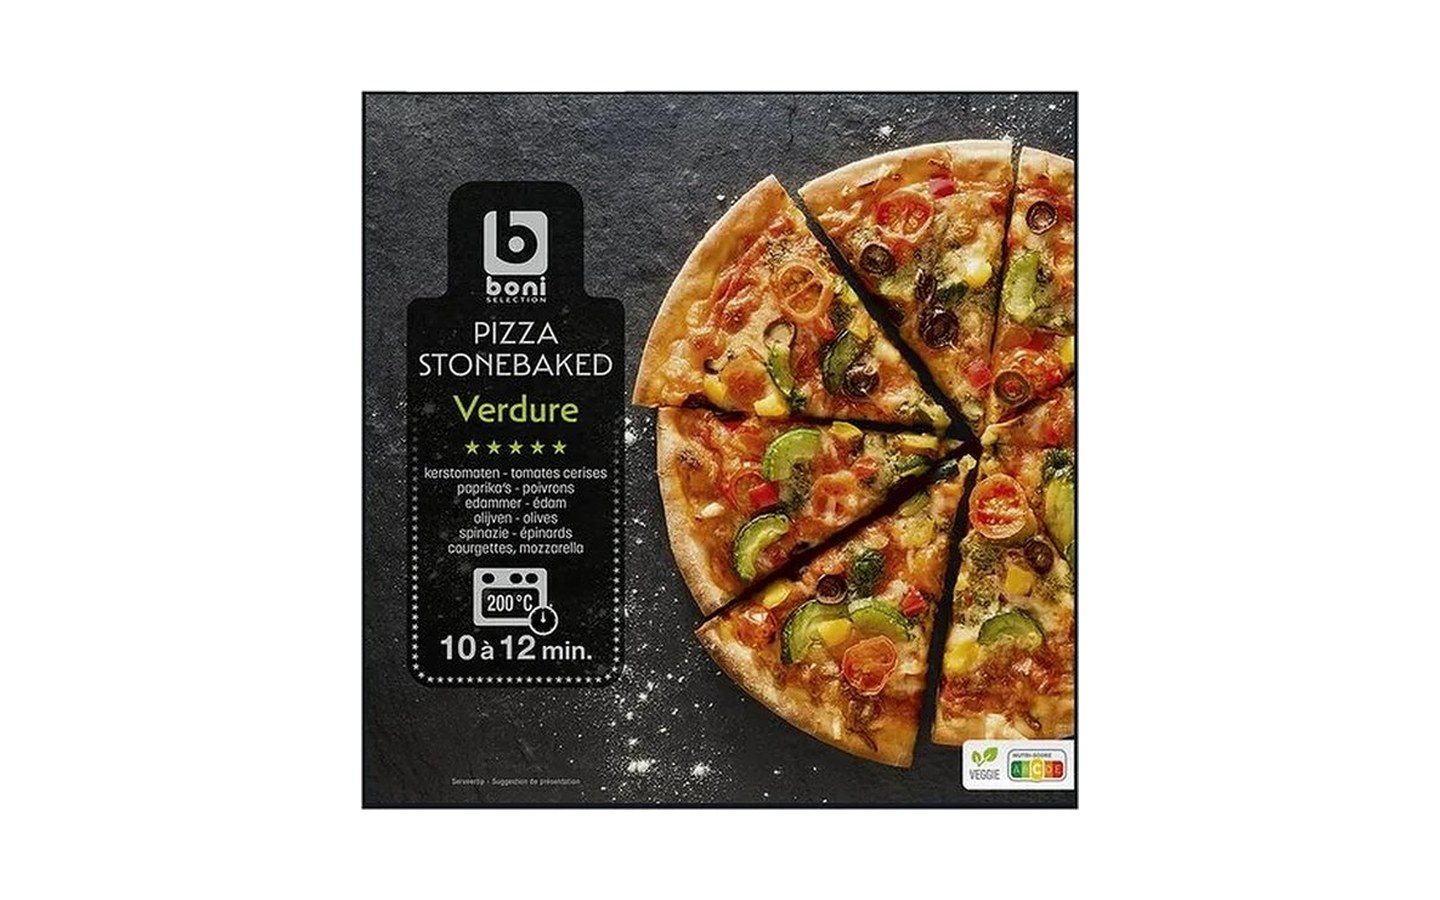 b
boni
SELECTION
PIZZA
STONEBAKED
Verdure
kerstomaten - tomates cerises
paprika's - poivrons
edammer - édam
olijven - olives
spinazie - épinards
courgettes, mozzarella
200°C
10 à 12 min.
Serveertip - Suggestion de présentation
VEGGIE
NUTRI-SCORE
A B C D E